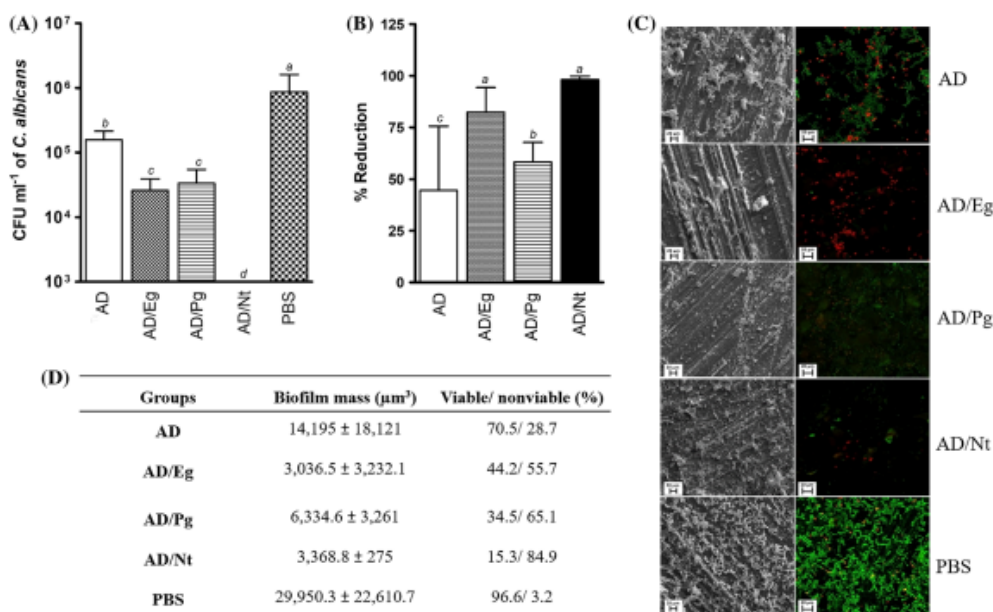 (A)
CFU ml⁻¹ of C. albicans
10⁷
10⁶
10⁵
10⁴
10³
b
c
c
d
a
AD
AD/Eg
AD/Pg
AD/Nt
PBS
(B)
% Reduction
125
100
75
50
25
0
c
a
b
a
AD
AD/Eg
AD/Pg
AD/Nt
(C)
AD
AD/Eg
AD/Pg
AD/Nt
PBS
(D)
Groups Biofilm mass (µm³) Viable/ nonviable (%)
AD 14,195 ± 18,121 70.5/ 28.7
AD/Eg 3,036.5 ± 3,232.1 44.2/ 55.7
AD/Pg 6,334.6 ± 3,261 34.5/ 65.1
AD/Nt 3,368.8 ± 275 15.3/ 84.9
PBS 29,950.3 ± 22,610.7 96.6/ 3.2